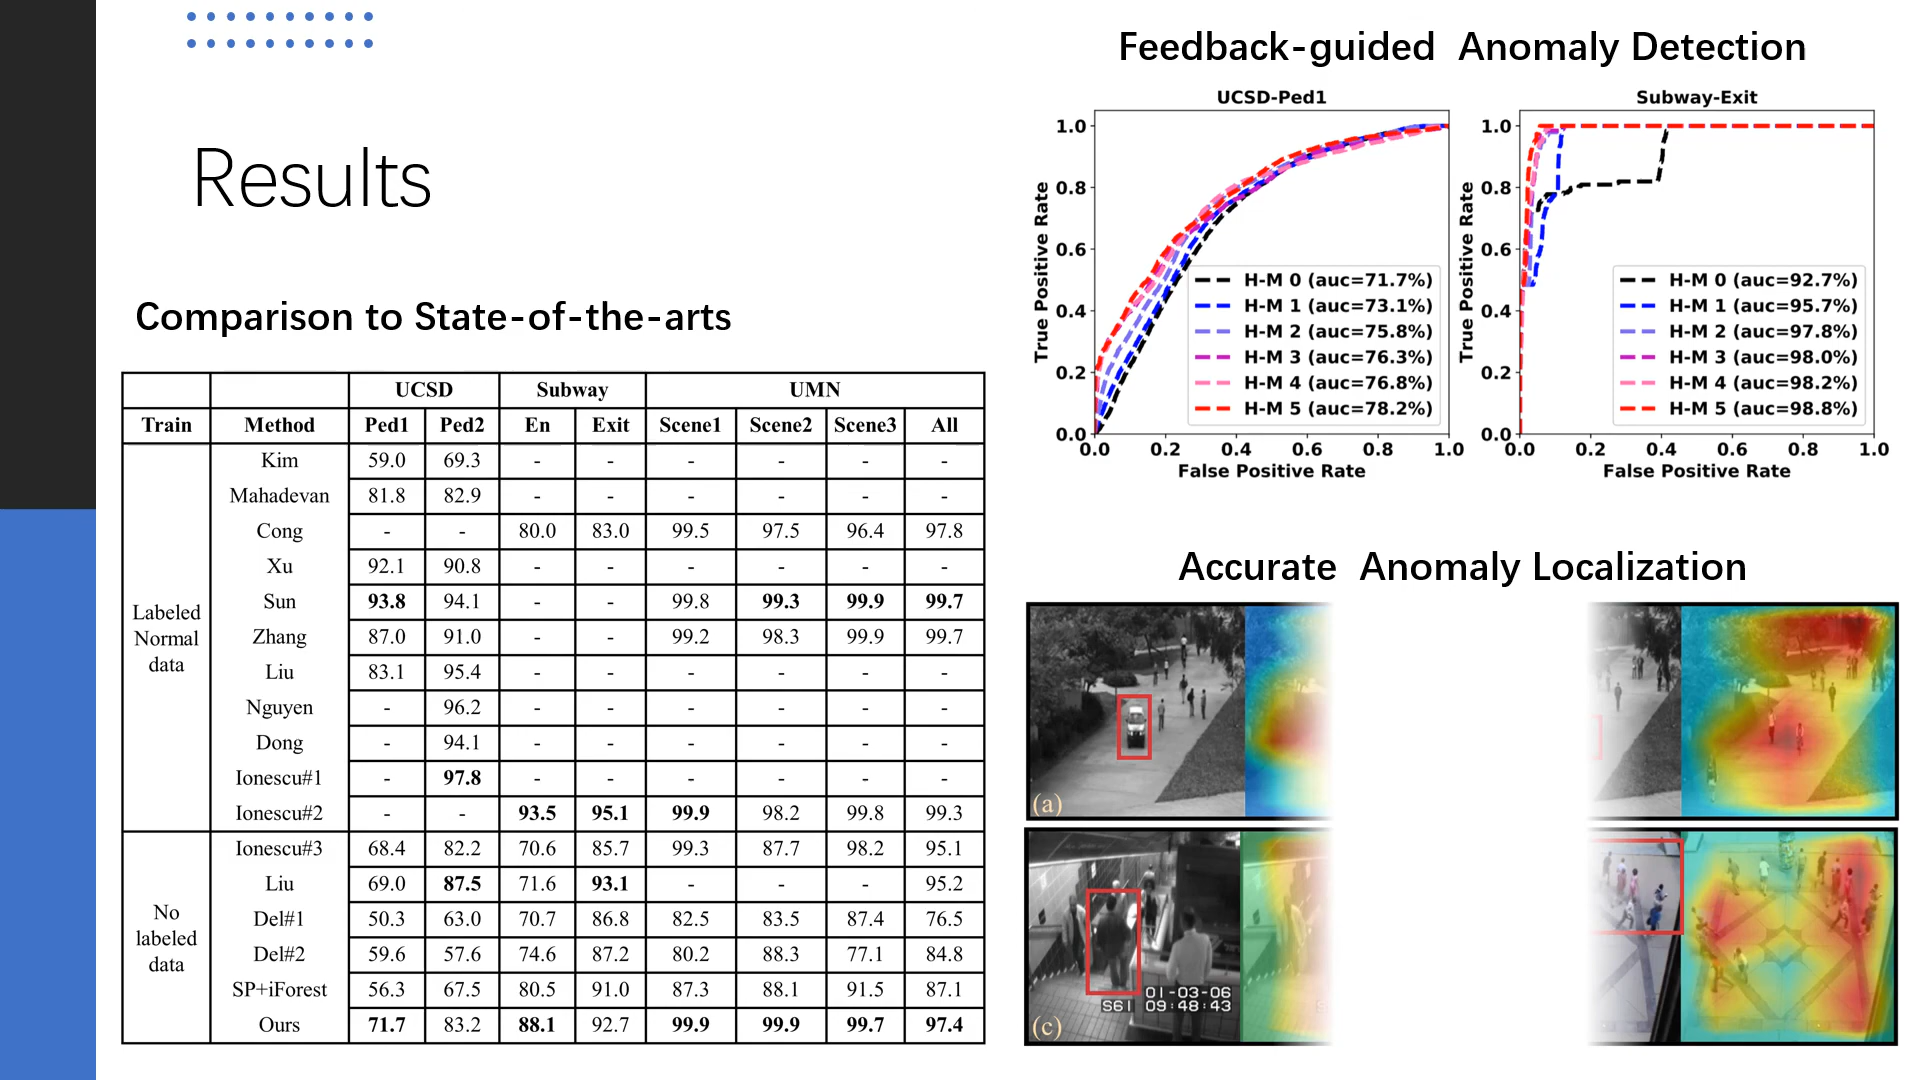 Results
Comparison to State-of-the-arts
UCSD Subway UMN
Train Method Ped1 Ped2 En Exit Scene1 Scene2 Scene3 All
Labeled
Normal
data
Kim 59.0 69.3 - - - - - -
Mahadevan 81.8 82.9 - - - - - -
Cong - - 80.0 83.0 99.5 97.5 96.4 97.8
Xu 92.1 90.8 - - - - - -
Sun 93.8 94.1 - - 99.8 99.3 99.9 99.7
Zhang 87.0 91.0 - - 99.2 98.3 99.9 99.7
Liu 83.1 95.4 - - - - - -
Nguyen - 96.2 - - - - - -
Dong - 94.1 - - - - - -
Ionescu#1 - 97.8 - - - - - -
Ionescu#2 - - 93.5 95.1 99.9 98.2 99.8 99.3
No
labeled
data
Ionescu#3 68.4 82.2 70.6 85.7 99.3 87.7 98.2 95.1
Liu 69.0 87.5 71.6 93.1 - - - 95.2
Del#1 50.3 63.0 70.7 86.8 82.5 83.5 87.4 76.5
Del#2 59.6 57.6 74.6 87.2 80.2 88.3 77.1 84.8
SP+iForest 56.3 67.5 80.5 91.0 87.3 88.1 91.5 87.1
Ours 71.7 83.2 88.1 92.7 99.9 99.9 99.7 97.4
Feedback-guided Anomaly Detection
UCSD-Ped1
True Positive Rate
1.0
0.8
0.6
0.4
0.2
0.0
H-M 0 (auc=71.7%)
H-M 1 (auc=73.1%)
H-M 2 (auc=75.8%)
H-M 3 (auc=76.3%)
H-M 4 (auc=76.8%)
H-M 5 (auc=78.2%)
0.0 0.2 0.4 0.6 0.8 1.0
False Positive Rate
Subway-Exit
True Positive Rate
1.0
0.8
0.6
0.4
0.2
0.0
H-M 0 (auc=92.7%)
H-M 1 (auc=95.7%)
H-M 2 (auc=97.8%)
H-M 3 (auc=98.0%)
H-M 4 (auc=98.2%)
H-M 5 (auc=98.8%)
0.0 0.2 0.4 0.6 0.8 1.0
False Positive Rate
Accurate Anomaly Localization
(a)
01-03-06
S61 09:48:43
(c)